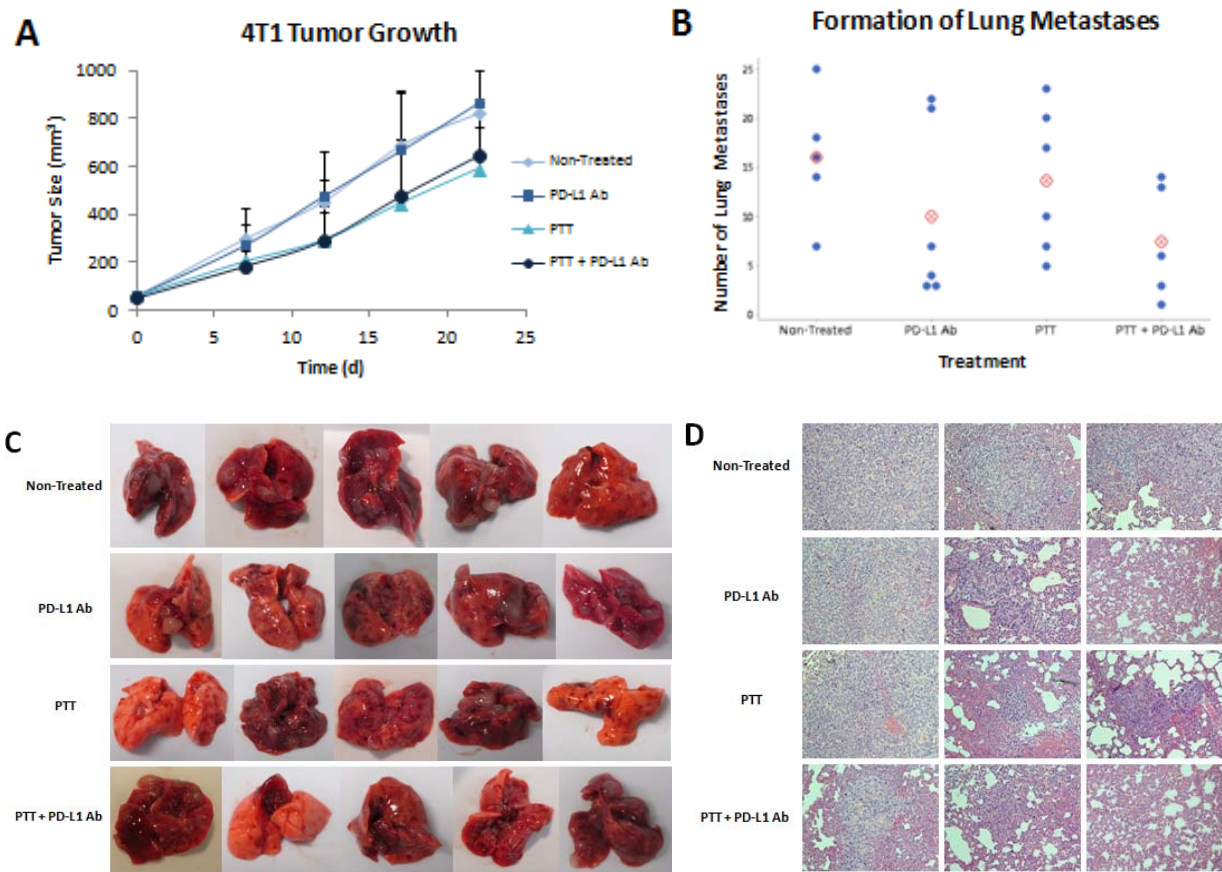 A
4T1 Tumor Growth
Tumor size (mm³)
1000
800
600
400
200
0
0 5 10 15 20 25
Time (d)
Non-Treated
PD-L1 Ab
PTT
PTT + PD-L1 Ab
B
Formation of Lung Metastases
Number of Lung Metastases
25
20
15
10
5
0
Non-Treated PD-L1 Ab PTT PTT + PD-L1 Ab
Treatment
C
Non-Treated
PD-L1 Ab
PTT
PTT + PD-L1 Ab
D
Non-Treated
PD-L1 Ab
PTT
PTT + PD-L1 Ab